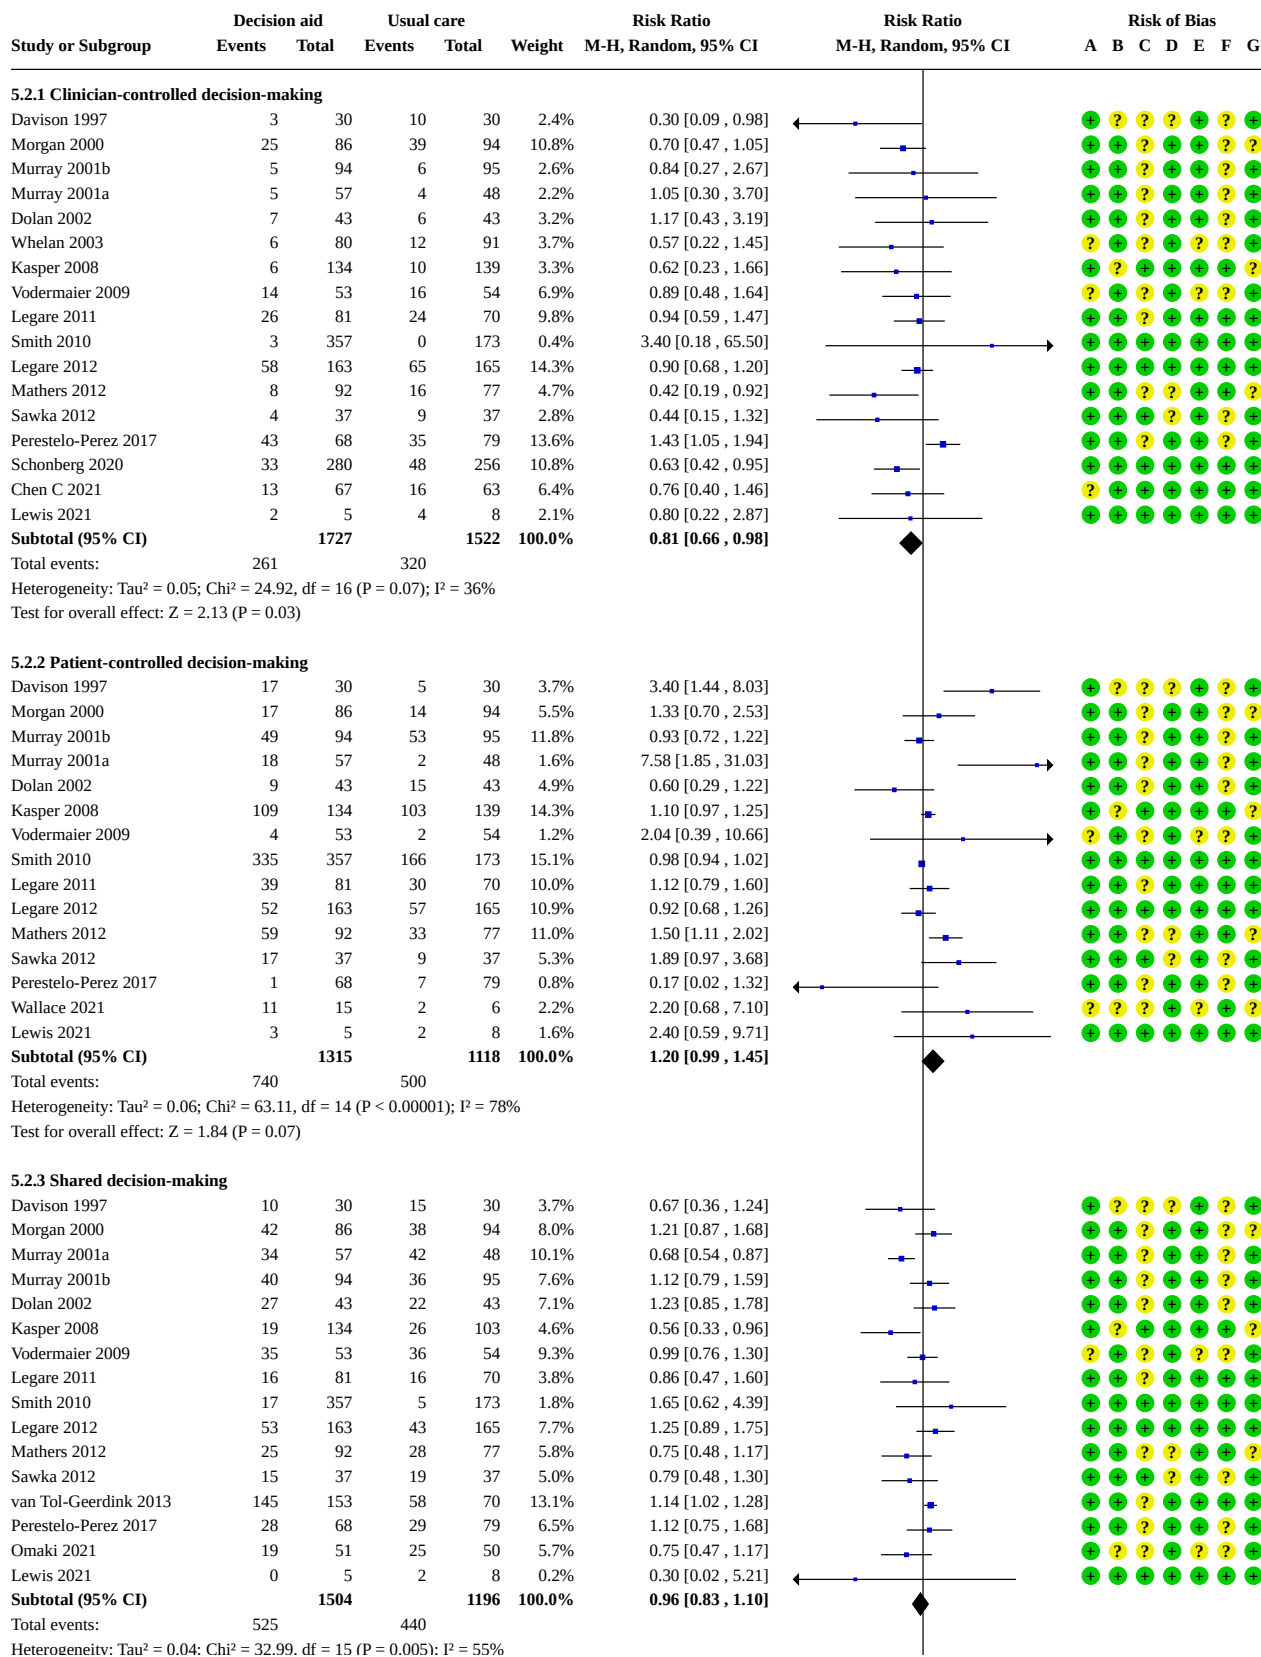 Decision aid Usual care Risk Ratio Risk Ratio Risk of Bias
Study or Subgroup Events Total Events Total Weight M-H, Random, 95% CI M-H, Random, 95% CI A B C D E F G
5.2.1 Clinician-controlled decision-making
Davison 1997 3 30 10 30 2.4% 0.30 [0.09 , 0.98] + ? ? ? + ? +
Morgan 2000 25 86 39 94 10.8% 0.70 [0.47 , 1.05] + + ? + + ? ?
Murray 2001b 5 94 6 95 2.6% 0.84 [0.27 , 2.67] + + ? + + ? +
Murray 2001a 5 57 4 48 2.2% 1.05 [0.30 , 3.70] + + ? + + ? +
Dolan 2002 7 43 6 43 3.2% 1.17 [0.43 , 3.19] + + ? + + ? +
Whelan 2003 6 80 12 91 3.7% 0.57 [0.22 , 1.45] ? + ? + ? ? +
Kasper 2008 6 134 10 139 3.3% 0.62 [0.23 , 1.66] + ? + + + + ?
Vodermaier 2009 14 53 16 54 6.9% 0.89 [0.48 , 1.64] ? + ? + ? ? +
Legare 2011 26 81 24 70 9.8% 0.94 [0.59 , 1.47] + + ? + + + +
Smith 2010 3 357 0 173 0.4% 3.40 [0.18 , 65.50] + + + + + + +
Legare 2012 58 163 65 165 14.3% 0.90 [0.68 , 1.20] + + + + + + +
Mathers 2012 8 92 16 77 4.7% 0.42 [0.19 , 0.92] + + ? ? + + ?
Sawka 2012 4 37 9 37 2.8% 0.44 [0.15 , 1.32] + + + ? + ? +
Perestelo-Perez 2017 43 68 35 79 13.6% 1.43 [1.05 , 1.94] + + ? + + ? +
Schonberg 2020 33 280 48 256 10.8% 0.63 [0.42 , 0.95] + + + + + + +
Chen C 2021 13 67 16 63 6.4% 0.76 [0.40 , 1.46] ? + + + + + +
Lewis 2021 2 5 4 8 2.1% 0.80 [0.22 , 2.87] + + + + + + +
Subtotal (95% CI) 1727 1522 100.0% 0.81 [0.66 , 0.98]
Total events: 261 320
Heterogeneity: Tau² = 0.05; Chi² = 24.92, df = 16 (P = 0.07); I² = 36%
Test for overall effect: Z = 2.13 (P = 0.03)
5.2.2 Patient-controlled decision-making
Davison 1997 17 30 5 30 3.7% 3.40 [1.44 , 8.03] + ? ? ? + ? +
Morgan 2000 17 86 14 94 5.5% 1.33 [0.70 , 2.53] + + ? + + ? ?
Murray 2001b 49 94 53 95 11.8% 0.93 [0.72 , 1.22] + + ? + + ? +
Murray 2001a 18 57 2 48 1.6% 7.58 [1.85 , 31.03] + + ? + + ? +
Dolan 2002 9 43 15 43 4.9% 0.60 [0.29 , 1.22] + + ? + + ? +
Kasper 2008 109 134 103 139 14.3% 1.10 [0.97 , 1.25] + ? + + + + ?
Vodermaier 2009 4 53 2 54 1.2% 2.04 [0.39 , 10.66] ? + ? + ? ? +
Smith 2010 335 357 166 173 15.1% 0.98 [0.94 , 1.02] + + + + + + +
Legare 2011 39 81 30 70 10.0% 1.12 [0.79 , 1.60] + + ? + + + +
Legare 2012 52 163 57 165 10.9% 0.92 [0.68 , 1.26] + + + + + + +
Mathers 2012 59 92 33 77 11.0% 1.50 [1.11 , 2.02] + + ? ? + + ?
Sawka 2012 17 37 9 37 5.3% 1.89 [0.97 , 3.68] + + + ? + ? +
Perestelo-Perez 2017 1 68 7 79 0.8% 0.17 [0.02 , 1.32] + + ? + + ? +
Wallace 2021 11 15 2 6 2.2% 2.20 [0.68 , 7.10] ? ? ? + ? + ?
Lewis 2021 3 5 2 8 1.6% 2.40 [0.59 , 9.71] + + + + + + +
Subtotal (95% CI) 1315 1118 100.0% 1.20 [0.99 , 1.45]
Total events: 740 500
Heterogeneity: Tau² = 0.06; Chi² = 63.11, df = 14 (P < 0.00001); I² = 78%
Test for overall effect: Z = 1.84 (P = 0.07)
5.2.3 Shared decision-making
Davison 1997 10 30 15 30 3.7% 0.67 [0.36 , 1.24] + ? ? ? + ? +
Morgan 2000 42 86 38 94 8.0% 1.21 [0.87 , 1.68] + + ? + + ? ?
Murray 2001a 34 57 42 48 10.1% 0.68 [0.54 , 0.87] + + ? + + ? +
Murray 2001b 40 94 36 95 7.6% 1.12 [0.79 , 1.59] + + ? + + ? +
Dolan 2002 27 43 22 43 7.1% 1.23 [0.85 , 1.78] + + ? + + ? +
Kasper 2008 19 134 26 103 4.6% 0.56 [0.33 , 0.96] + ? + + + + ?
Vodermaier 2009 35 53 36 54 9.3% 0.99 [0.76 , 1.30] ? + ? + ? ? +
Legare 2011 16 81 16 70 3.8% 0.86 [0.47 , 1.60] + + ? + + + +
Smith 2010 17 357 5 173 1.8% 1.65 [0.62 , 4.39] + + + + + + +
Legare 2012 53 163 43 165 7.7% 1.25 [0.89 , 1.75] + + + + + + +
Mathers 2012 25 92 28 77 5.8% 0.75 [0.48 , 1.17] + + ? ? + + ?
Sawka 2012 15 37 19 37 5.0% 0.79 [0.48 , 1.30] + + + ? + ? +
van Tol-Geerdink 2013 145 153 58 70 13.1% 1.14 [1.02 , 1.28] + + ? + + + +
Perestelo-Perez 2017 28 68 29 79 6.5% 1.12 [0.75 , 1.68] + + ? + + ? +
Omaki 2021 19 51 25 50 5.7% 0.75 [0.47 , 1.17] + ? ? + ? ? +
Lewis 2021 0 5 2 8 0.2% 0.30 [0.02 , 5.21] + + + + + + +
Subtotal (95% CI) 1504 1196 100.0% 0.96 [0.83 , 1.10]
Total events: 525 440
Heterogeneity: Tau² = 0.04; Chi² = 32.99, df = 15 (P = 0.005); I² = 55%